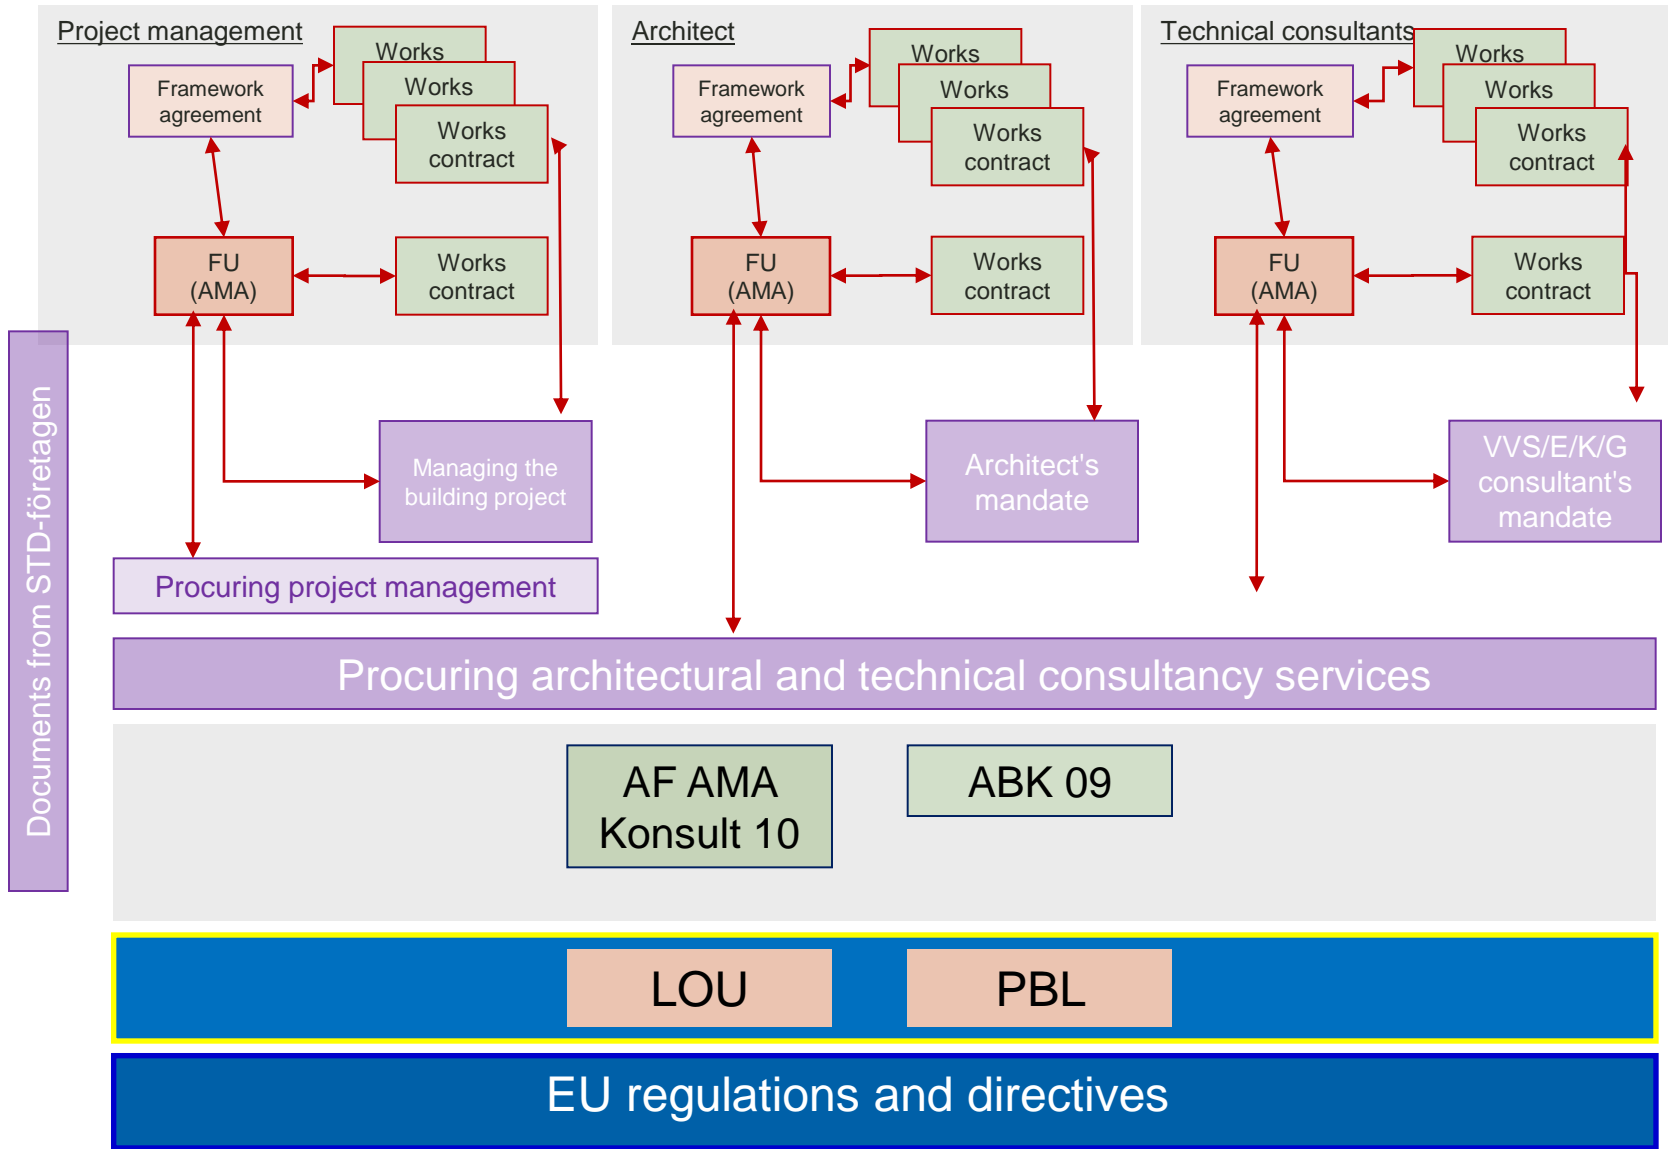 Project management
Works
Works
Works
contract
Framework
agreement
FU
(AMA)
Works
contract
Managing the
building project
Procuring project management
Architect
Works
Works
Works
contract
Framework
agreement
FU
(AMA)
Works
contract
Architect's
mandate
Technical consultants
Works
Works
Works
contract
Framework
agreement
FU
(AMA)
Works
contract
VVS/E/K/G
consultant's
mandate
Documents from STD-företagen
Procuring architectural and technical consultancy services
AF AMA
Konsult 10
ABK 09
LOU
PBL
EU regulations and directives